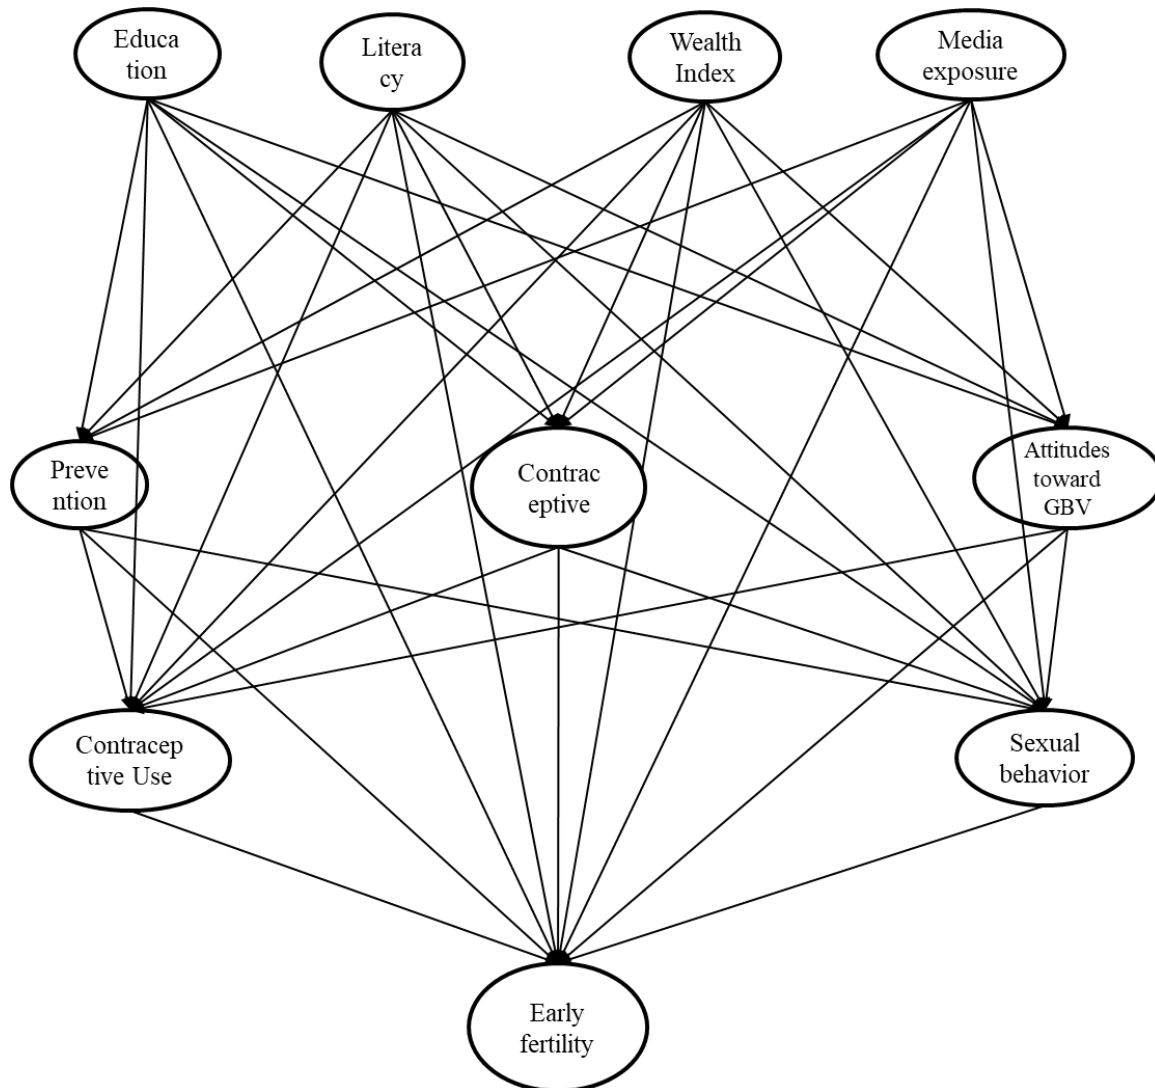 Educa
tion
Litera
cy
Wealth
Index
Media
exposure
Preve
ntion
Contrac
eptive
Attitudes
toward
GBV
Contracep
tive Use
Sexual
behavior
Early
fertility